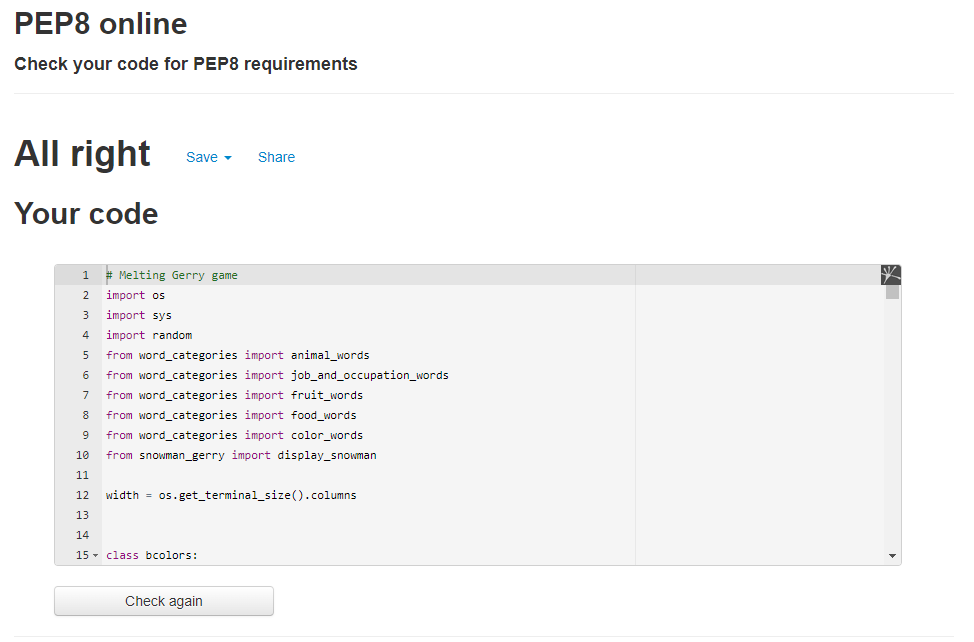 PEP8 online
Check your code for PEP8 requirements
All right Save Share
Your code
1 # Melting Gerry game
2 import os
3 import sys
4 import random
5 from word_categories import animal_words
6 from word_categories import job_and_occupation_words
7 from word_categories import fruit_words
8 from word_categories import food_words
9 from word_categories import color_words
10 from snowman_gerry import display_snowman
11
12 width = os.get_terminal_size().columns
13
14
15 class bcolors:
Check again